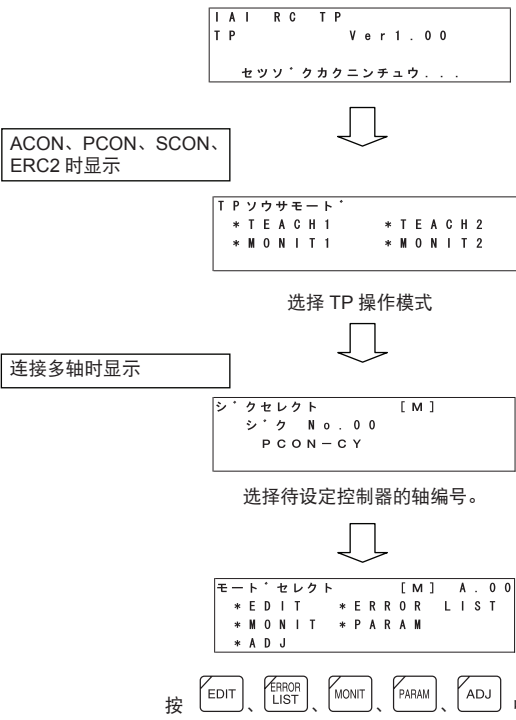 IAI RC TP
TP Ver1.00
セツゾクカクニンチュウ...
ACON、PCON、SCON、
ERC2 时显示
TPソウサモード
*TEACH1 *TEACH2
*MONIT1 *MONIT2
选择 TP 操作模式
连接多轴时显示
ジクセレクト [M]
ジク No.00
PCON-CY
选择待设定控制器的轴编号。
モードセレクト [M] A.00
*EDIT *ERROR LIST
*MONIT *PARAM
*ADJ
按 EDIT、ERROR LIST、MONIT、PARAM、ADJ